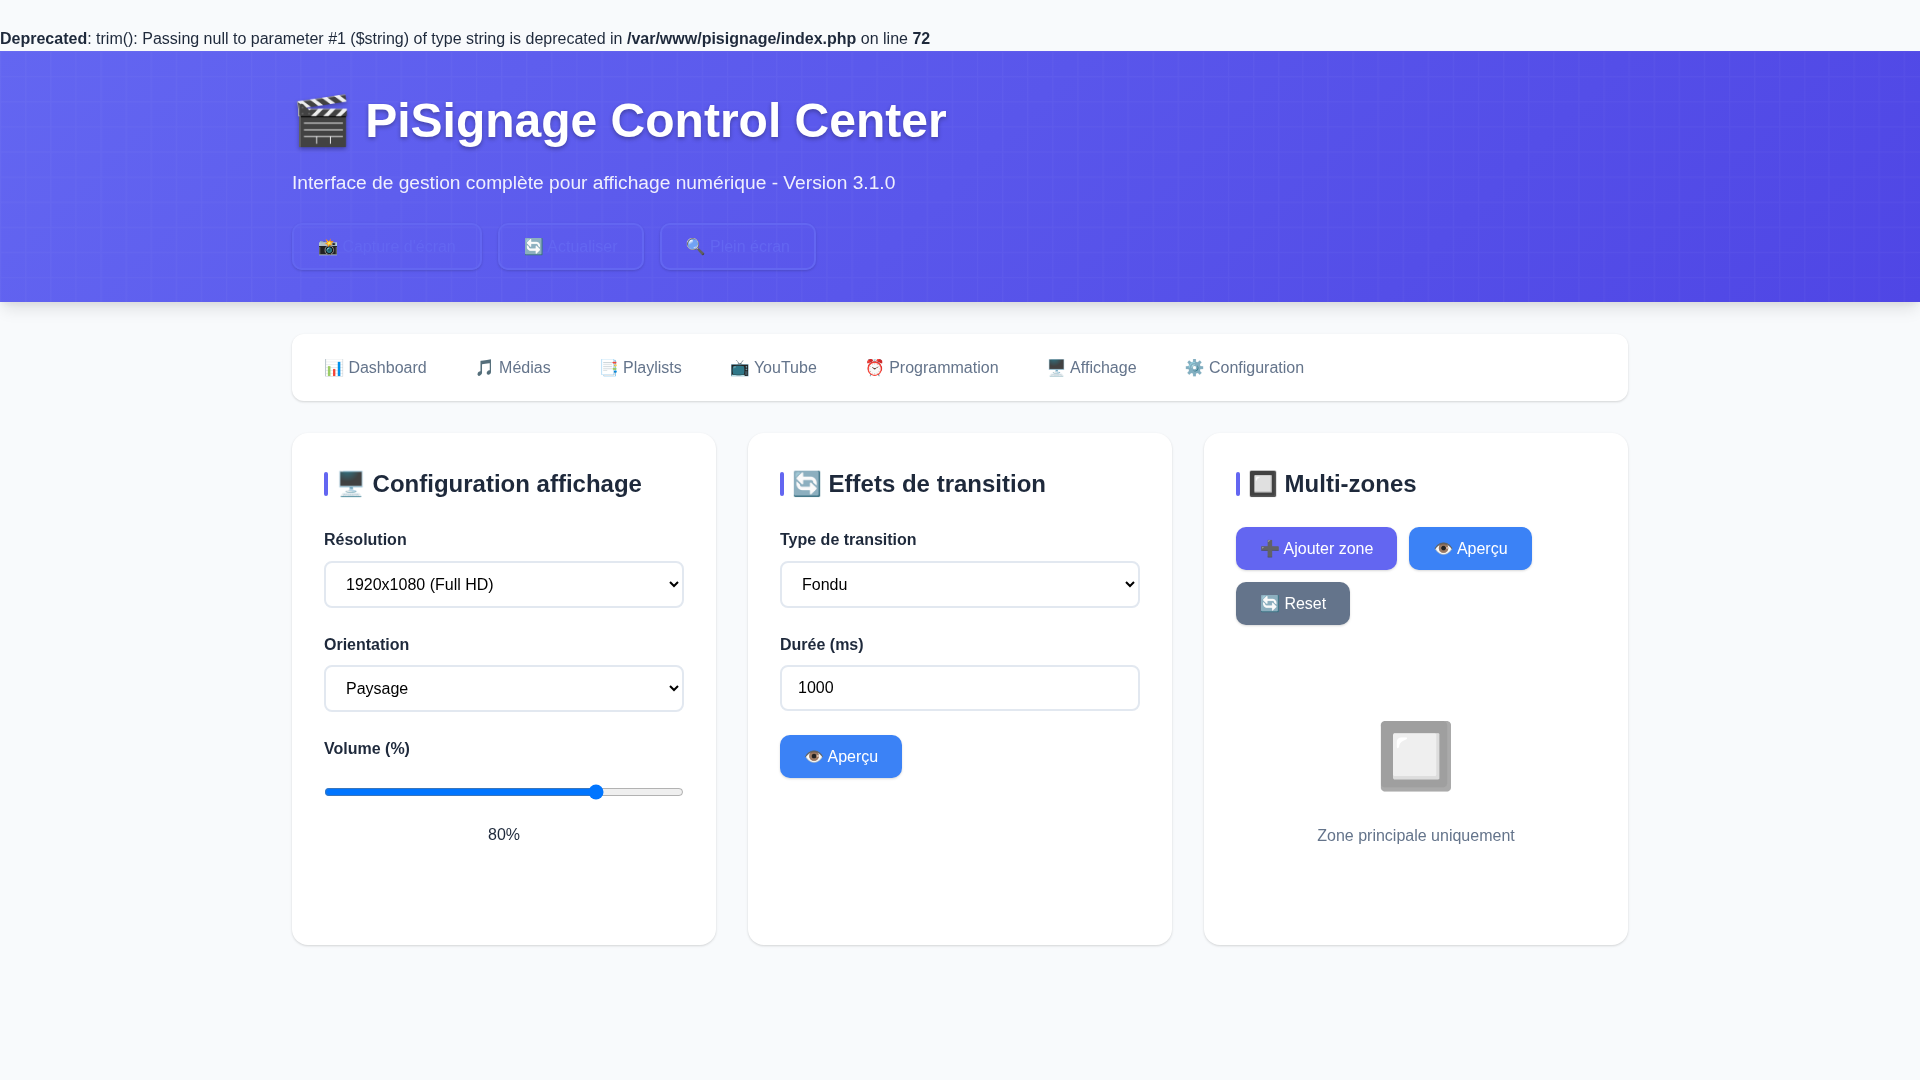 Deprecated: trim(): Passing null to parameter #1 ($string) of type string is deprecated in /var/www/pisignage/index.php on line 72
🎬 PiSignage Control Center
Interface de gestion complète pour affichage numérique - Version 3.1.0
📸 Capture d'écran 🔄 Actualiser 🔍 Plein écran
📊 Dashboard 🎵 Médias 📑 Playlists 📺 YouTube ⏰ Programmation 🖥️ Affichage ⚙️ Configuration
🖥️ Configuration affichage
Résolution
1920x1080 (Full HD)
Orientation
Paysage
Volume (%)
80%
🔄 Effets de transition
Type de transition
Fondu
Durée (ms)
1000
👁️ Aperçu
🔲 Multi-zones
➕ Ajouter zone 👁️ Aperçu
🔄 Reset
🔲
Zone principale uniquement